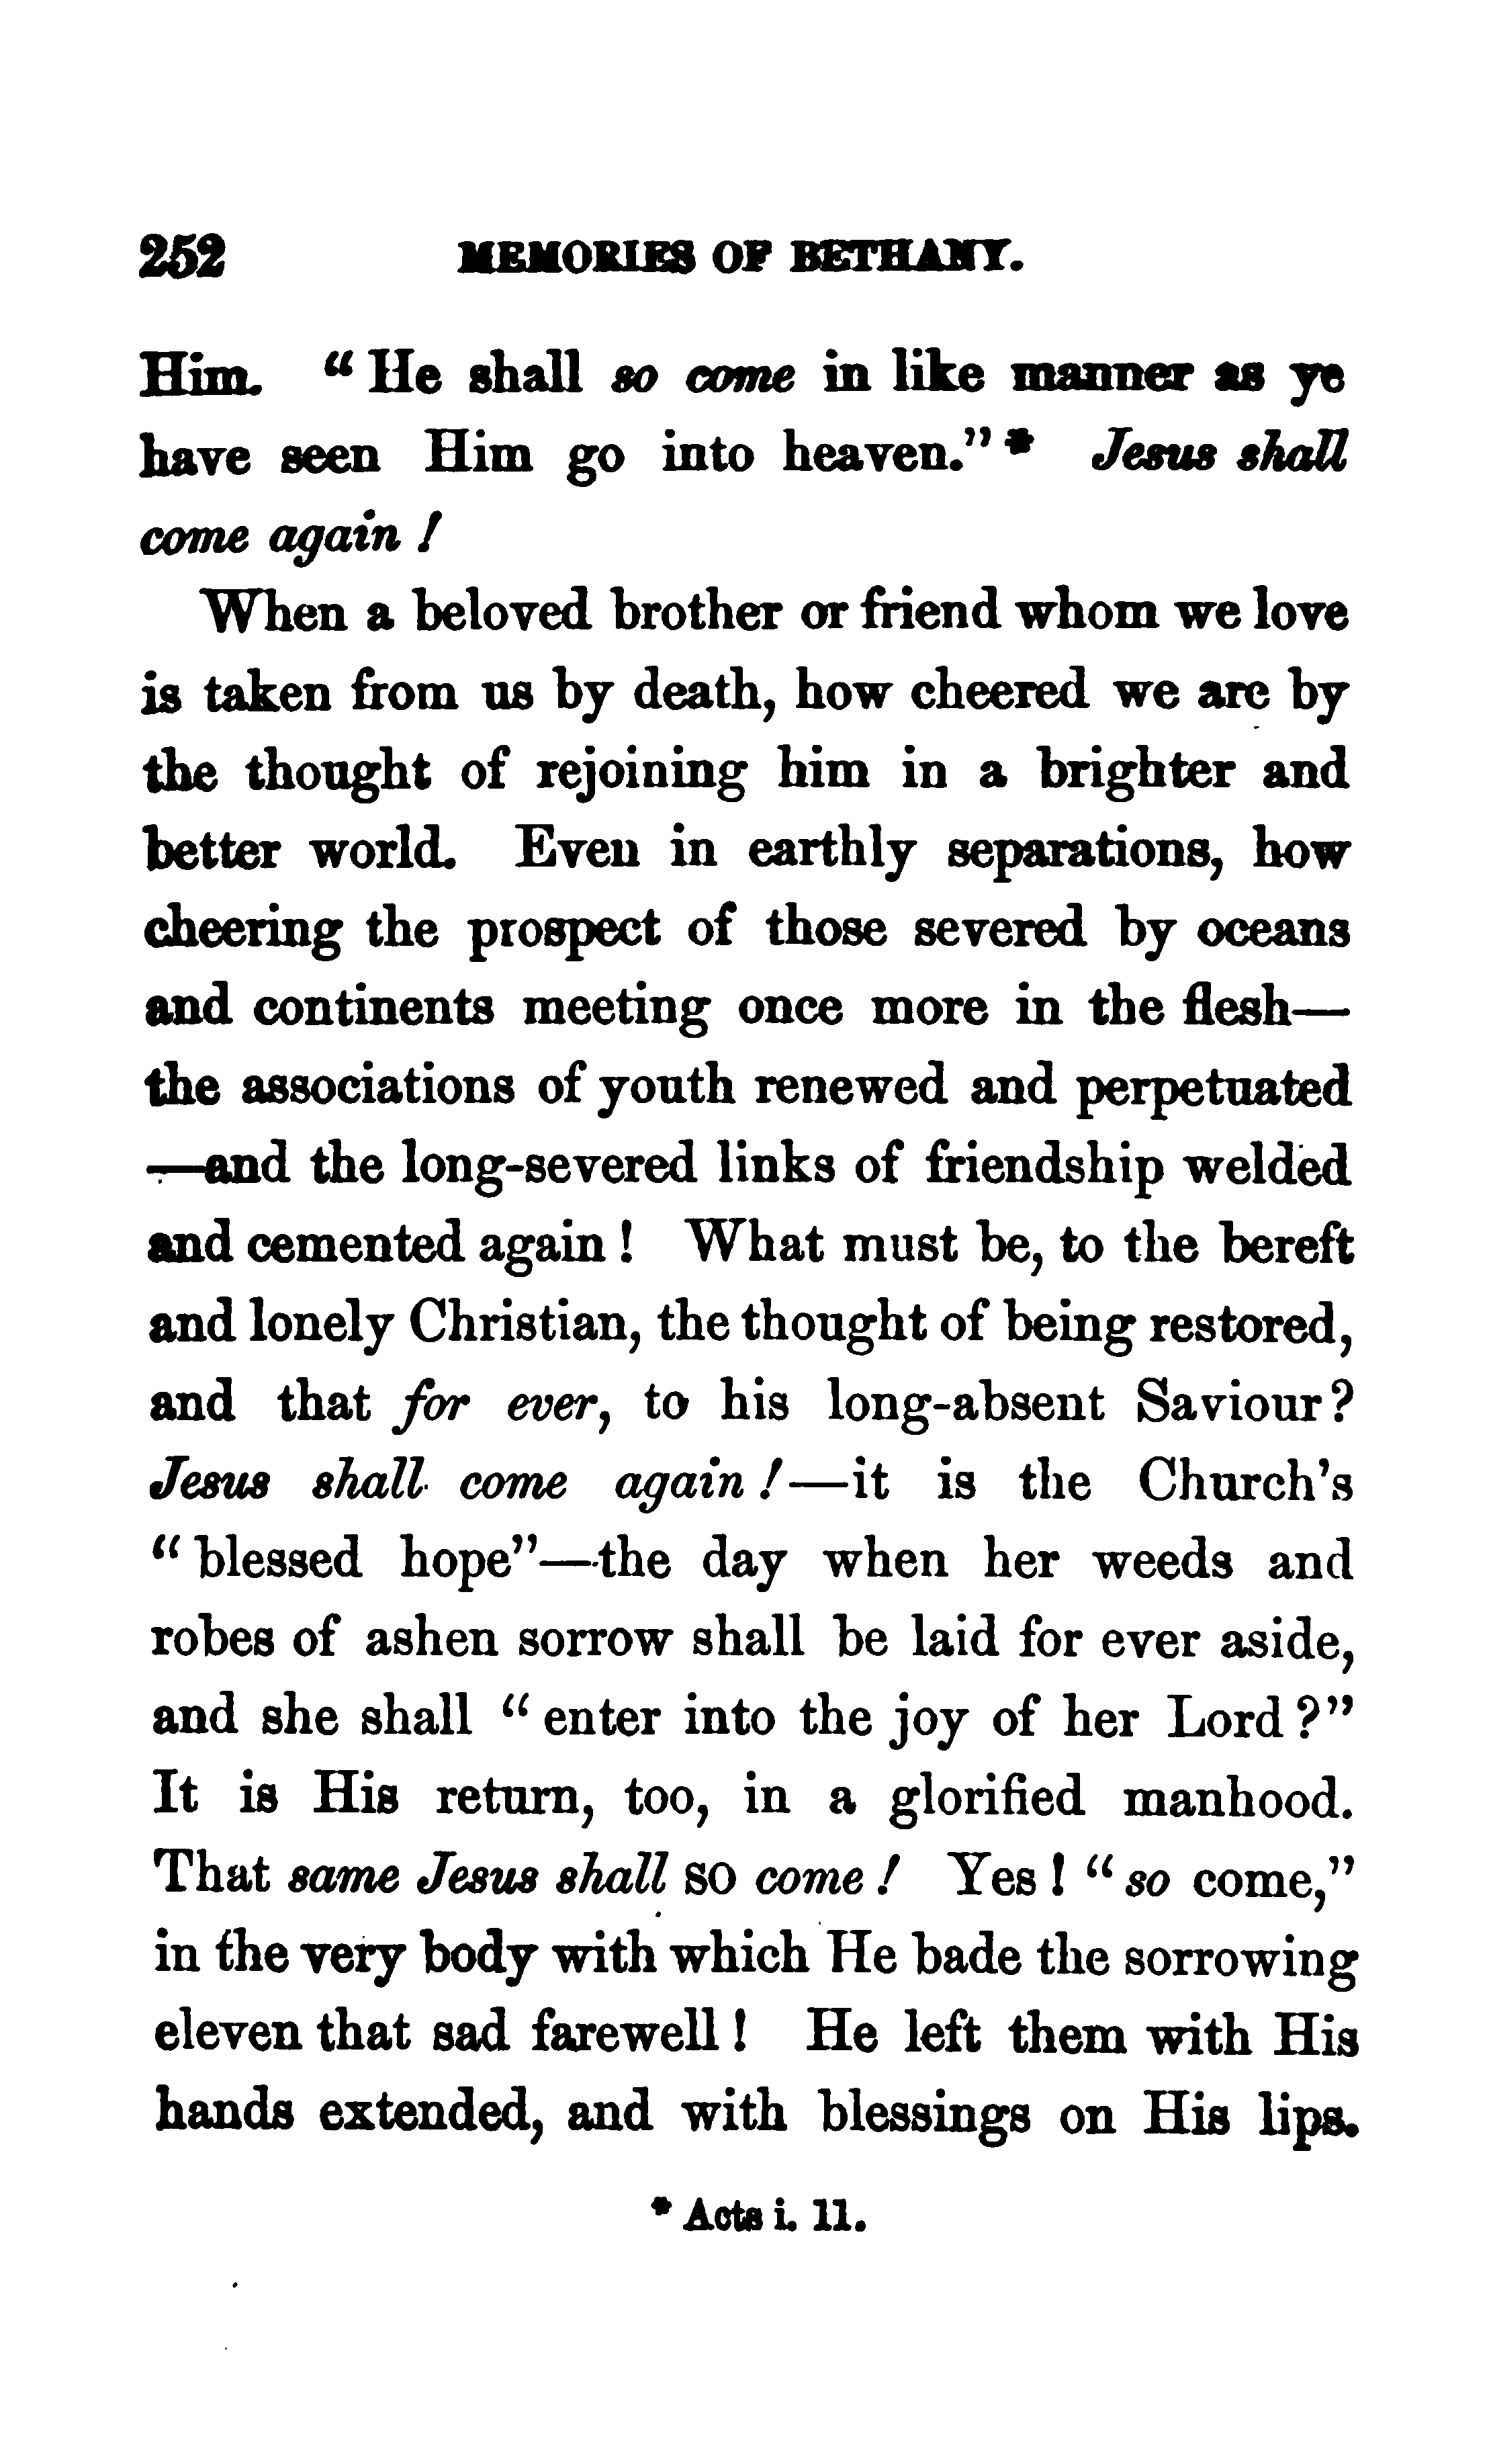 252 MEMORIES OF BETHANY.
Him. "He shall so come in like manner as ye
have seen Him go into heaven."* Jesus shall
come again!
When a beloved brother or friend whom we love
is taken from us by death, how cheered we are by
the thought of rejoining him in a brighter and
better world. Even in earthly separations, how
cheering the prospect of those severed by oceans
and continents meeting once more in the flesh—
the associations of youth renewed and perpetuated
—and the long-severed links of friendship welded
and cemented again! What must be, to the bereft
and lonely Christian, the thought of being restored,
and that for ever, to his long-absent Saviour?
Jesus shall come again!—it is the Church's
"blessed hope"—the day when her weeds and
robes of ashen sorrow shall be laid for ever aside,
and she shall "enter into the joy of her Lord?"
It is His return, too, in a glorified manhood.
That same Jesus shall so come! Yes! "so come,"
in the very body with which He bade the sorrowing
eleven that sad farewell! He left them with His
hands extended, and with blessings on His lips.
* Acts i. 11.